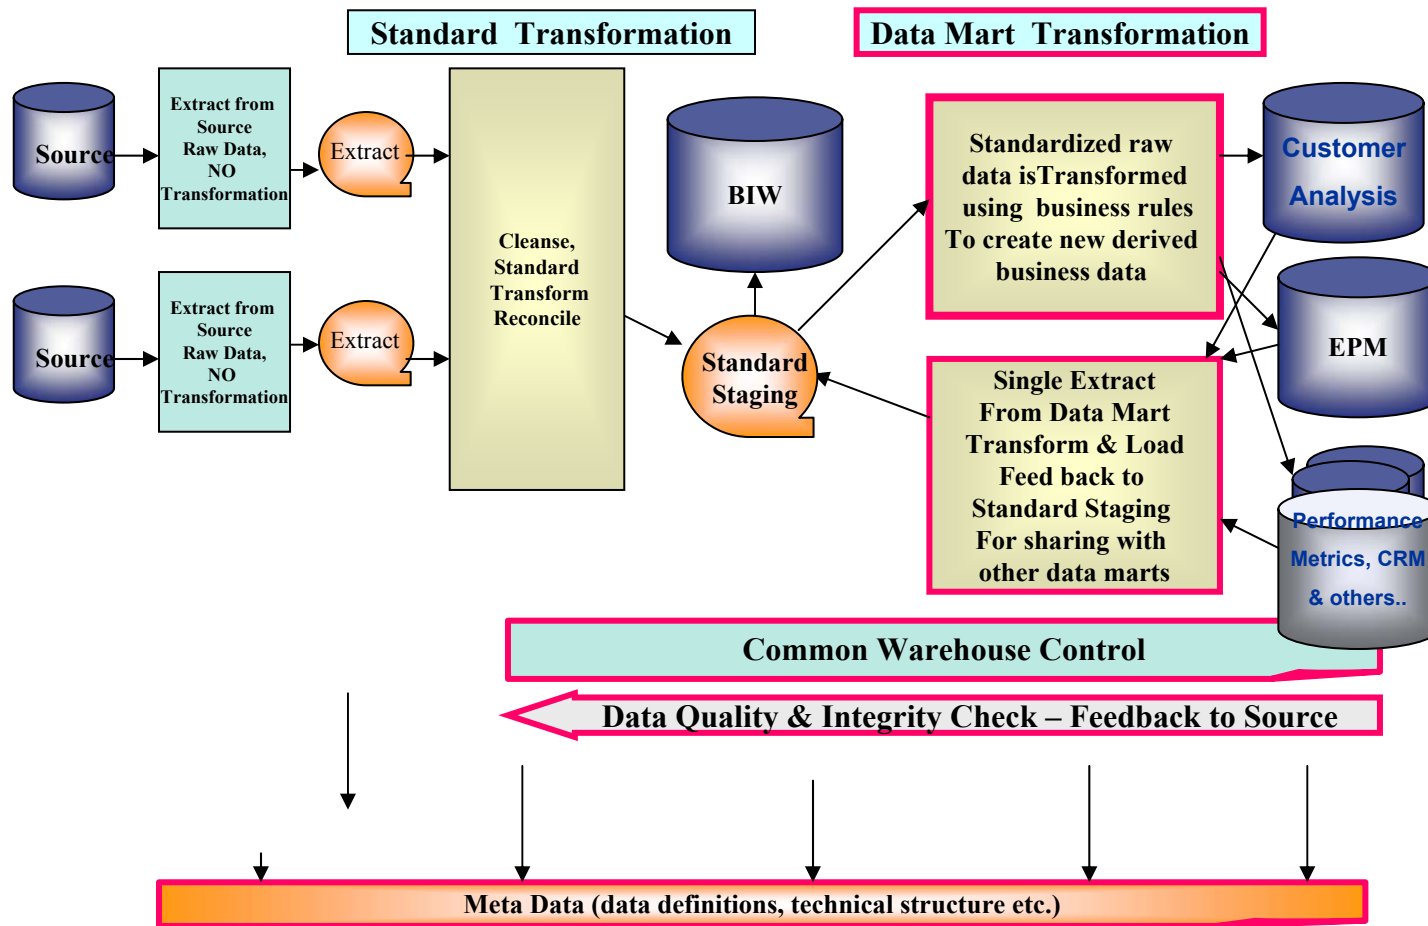 Standard Transformation
Data Mart Transformation
Source
Extract from
Source
Raw Data,
NO
Transformation
Extract
Source
Extract from
Source
Raw Data,
NO
Transformation
Extract
Cleanse,
Standard
Transform
Reconcile
BIW
Standard
Staging
Standardized raw
data isTransformed
using business rules
To create new derived
business data
Single Extract
From Data Mart
Transform & Load
Feed back to
Standard Staging
For sharing with
other data marts
Customer
Analysis
EPM
Performance
Metrics, CRM
& others..
Common Warehouse Control
Data Quality & Integrity Check – Feedback to Source
Meta Data (data definitions, technical structure etc.)